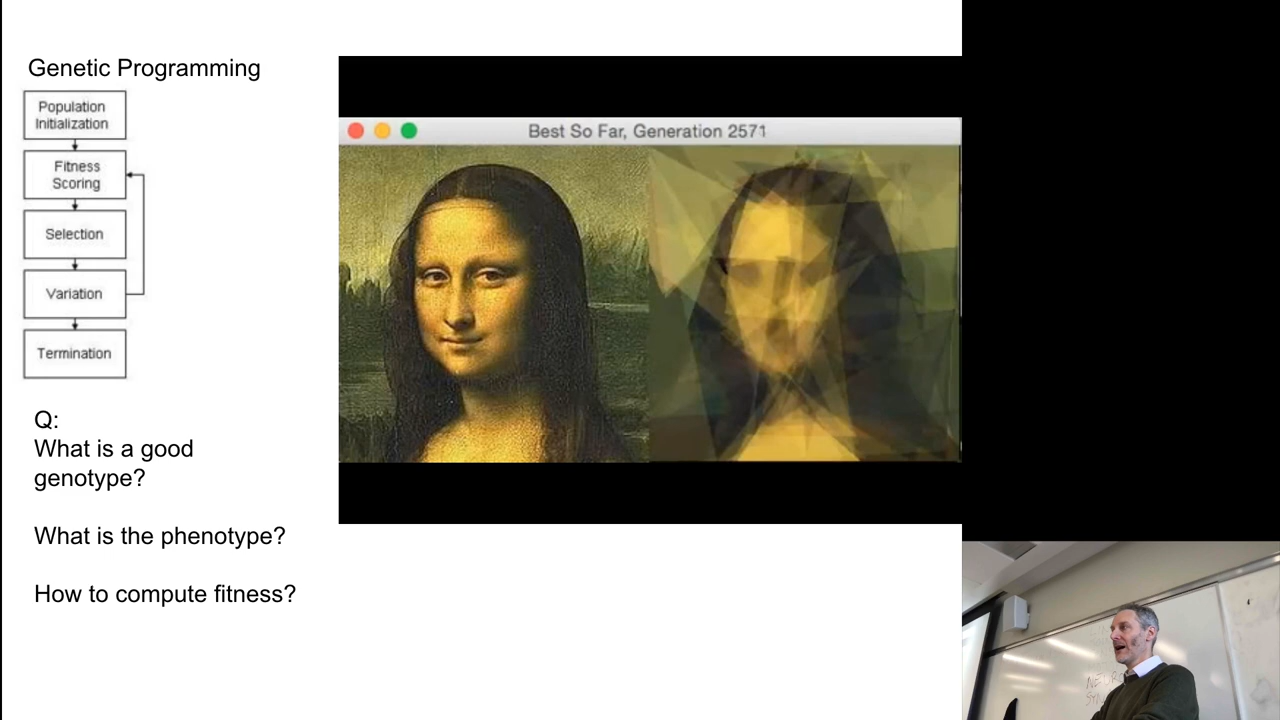 Genetic Programming
Population
Initialization
Fitness
Scoring
Selection
Variation
Termination
Q:
What is a good
genotype?
What is the phenotype?
How to compute fitness?
Best So Far, Generation 2571